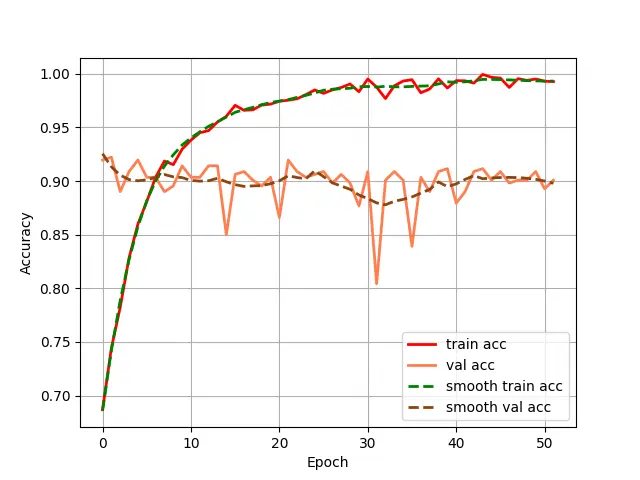 1.00
0.95
0.90
0.85
0.80
0.75
0.70
Accuracy
train acc
val acc
smooth train acc
smooth val acc
0 10 20 30 40 50
Epoch